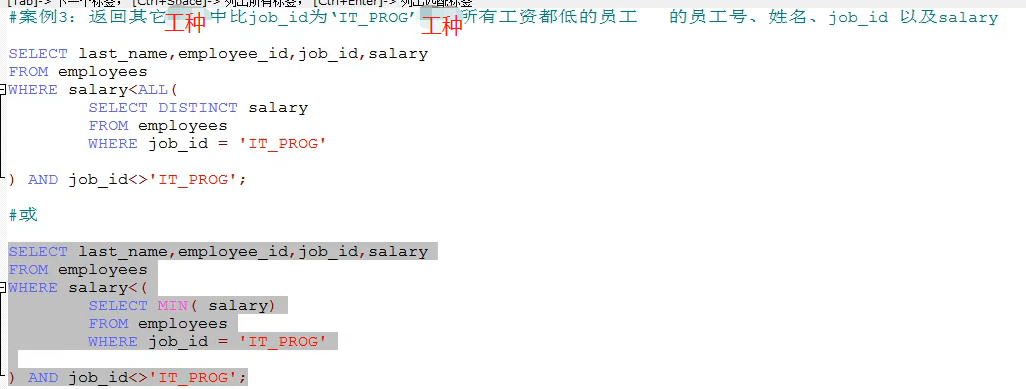 [Tab]-> 下一个标签, [Ctrl+Space]-> 列出所有标签, [Ctrl+Enter]-> 列出匹配标签
#案例3：返回其它工种中比job_id为‘IT_PROG’工种所有工资都低的员工 的员工号、姓名、job_id 以及salary
SELECT last_name,employee_id,job_id,salary
FROM employees
WHERE salary<ALL(
SELECT DISTINCT salary
FROM employees
WHERE job_id = 'IT_PROG'
) AND job_id<>'IT_PROG';
#或
SELECT last_name,employee_id,job_id,salary
FROM employees
WHERE salary<(
SELECT MIN( salary)
FROM employees
WHERE job_id = 'IT_PROG'
) AND job_id<>'IT_PROG';